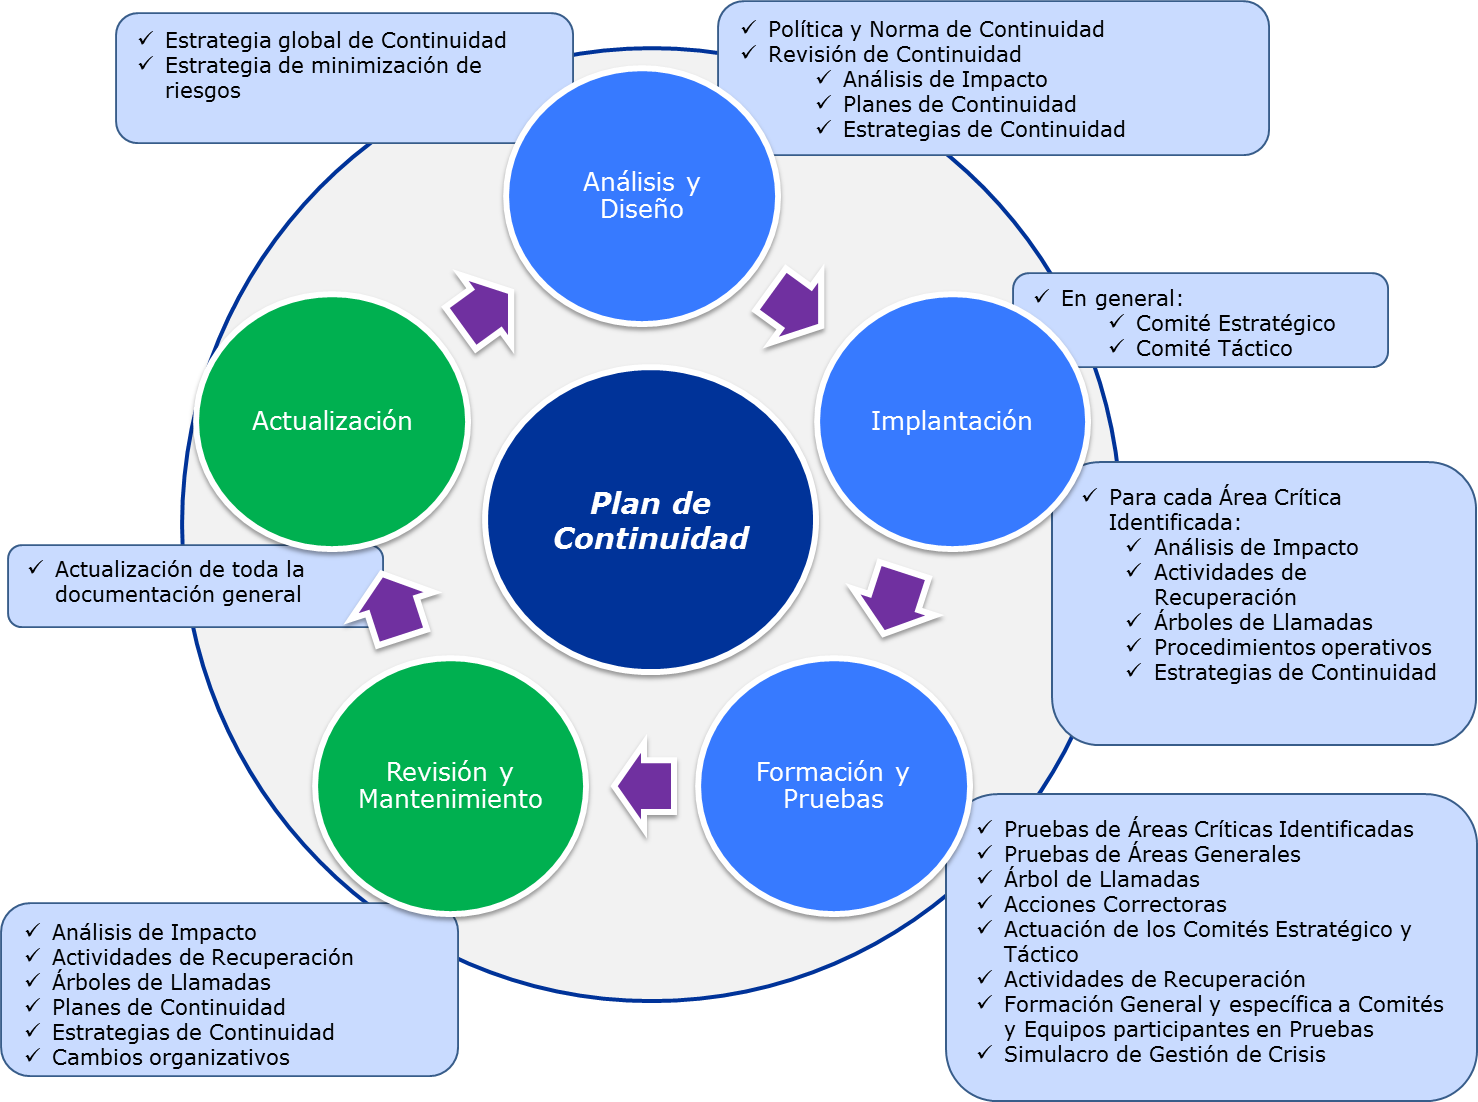 ✓ Estrategia global de Continuidad
✓ Estrategia de minimización de
riesgos
✓ Política y Norma de Continuidad
✓ Revisión de Continuidad
✓ Análisis de Impacto
✓ Planes de Continuidad
✓ Estrategias de Continuidad
Análisis y
Diseño
✓ En general:
✓ Comité Estratégico
✓ Comité Táctico
Actualización
Implantación
Plan de
Continuidad
✓ Para cada Área Crítica
Identificada:
✓ Análisis de Impacto
✓ Actividades de
Recuperación
✓ Árboles de Llamadas
✓ Procedimientos operativos
✓ Estrategias de Continuidad
✓ Actualización de toda la
documentación general
Revisión y
Mantenimiento
Formación y
Pruebas
✓ Pruebas de Áreas Críticas Identificadas
✓ Pruebas de Áreas Generales
✓ Árbol de Llamadas
✓ Acciones Correctoras
✓ Actuación de los Comités Estratégico y
Táctico
✓ Actividades de Recuperación
✓ Formación General y específica a Comités
y Equipos participantes en Pruebas
✓ Simulacro de Gestión de Crisis
✓ Análisis de Impacto
✓ Actividades de Recuperación
✓ Árboles de Llamadas
✓ Planes de Continuidad
✓ Estrategias de Continuidad
✓ Cambios organizativos